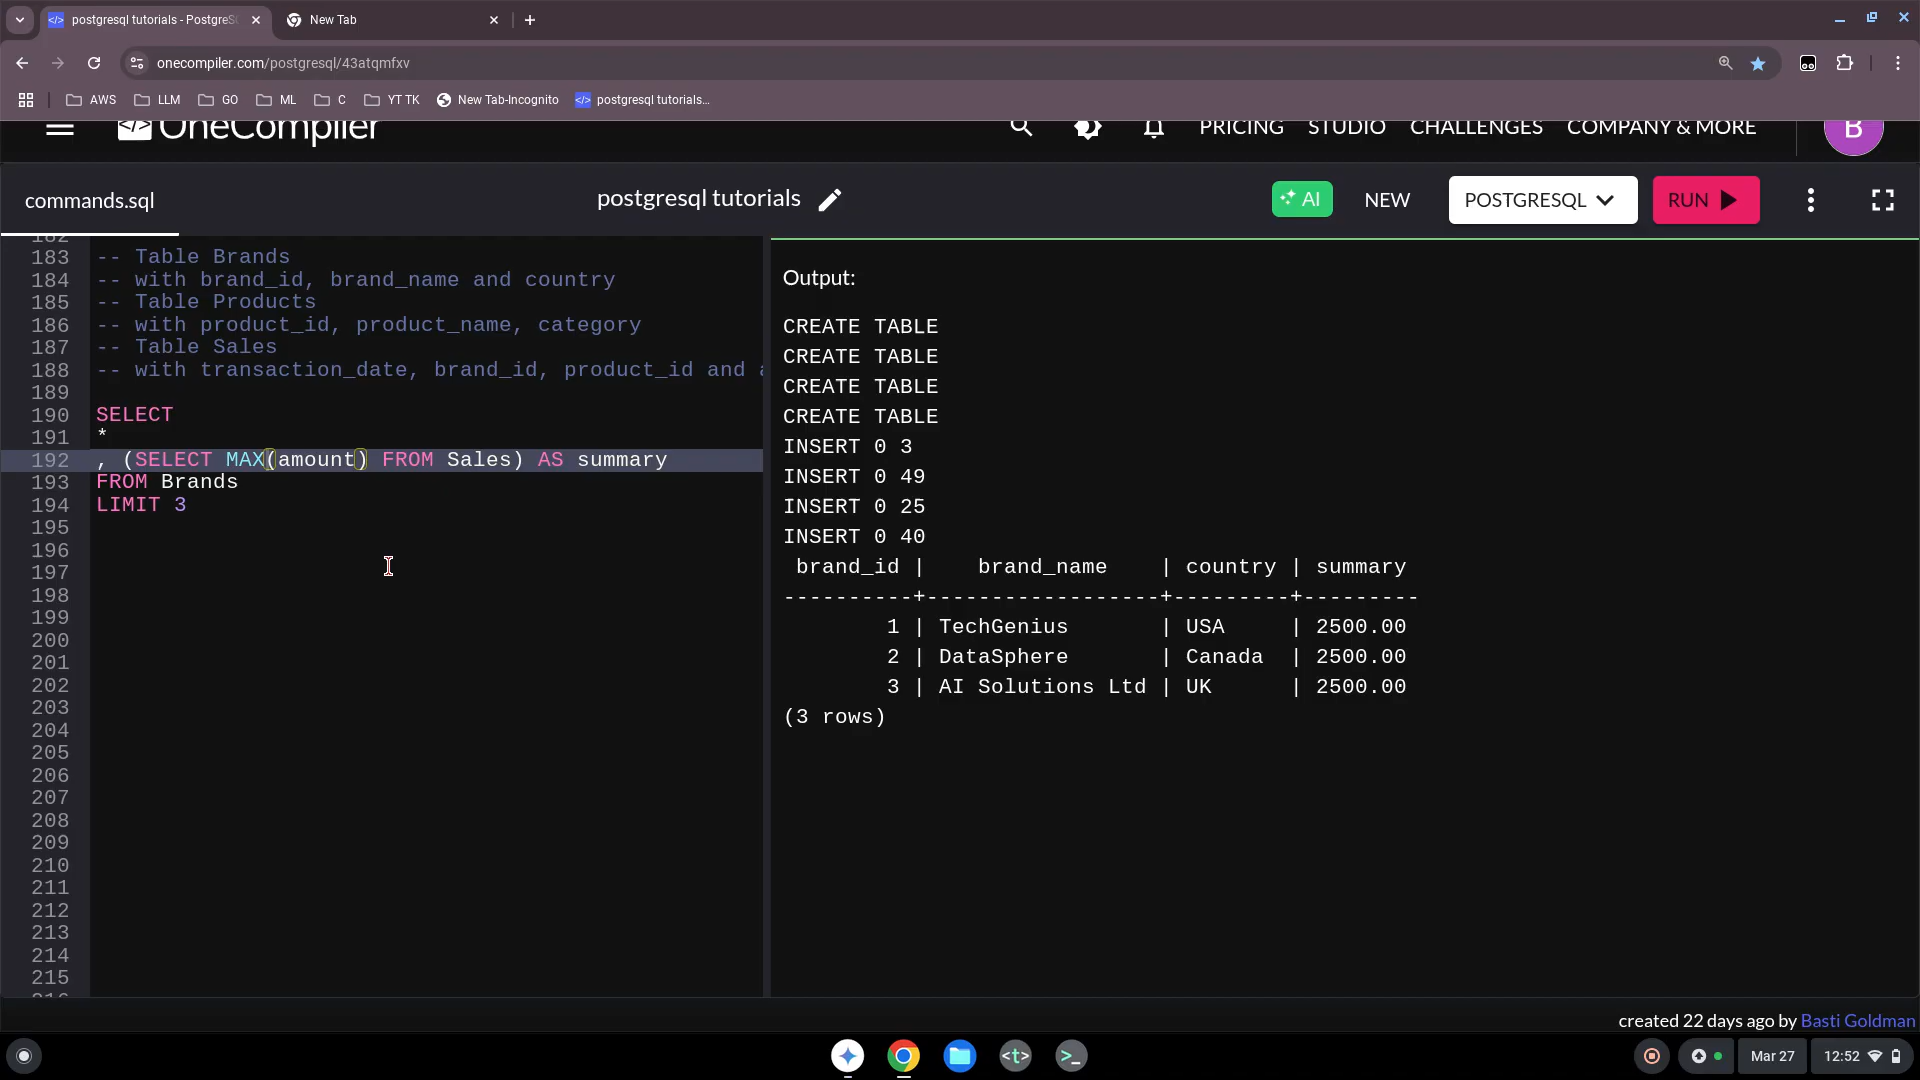 postgresql tutorials - PostgreS
New Tab
onecompiler.com/postgresql/43atqmfxv
AWS LLM GO ML C YT TK New Tab-Incognito postgresql tutorials...
OneCompiler PRICING STUDIO CHALLENGES COMPANY & MORE B
commands.sql postgresql tutorials AI NEW POSTGRESQL RUN
182
183 -- Table Brands
184 -- with brand_id, brand_name and country
185 -- Table Products
186 -- with product_id, product_name, category
187 -- Table Sales
188 -- with transaction_date, brand_id, product_id and
189
190 SELECT
191 *
192 , (SELECT MAX(amount) FROM Sales) AS summary
193 FROM Brands
194 LIMIT 3
195
196
197
198
199
200
201
202
203
204
205
206
207
208
209
210
211
212
213
214
215
Output:
CREATE TABLE
CREATE TABLE
CREATE TABLE
CREATE TABLE
INSERT 0 3
INSERT 0 49
INSERT 0 25
INSERT 0 40
brand_id | brand_name | country | summary
----------+------------------+---------+---------
1 | TechGenius | USA | 2500.00
2 | DataSphere | Canada | 2500.00
3 | AI Solutions Ltd | UK | 2500.00
(3 rows)
created 22 days ago by Basti Goldman
<t> >_ Mar 27 12:52